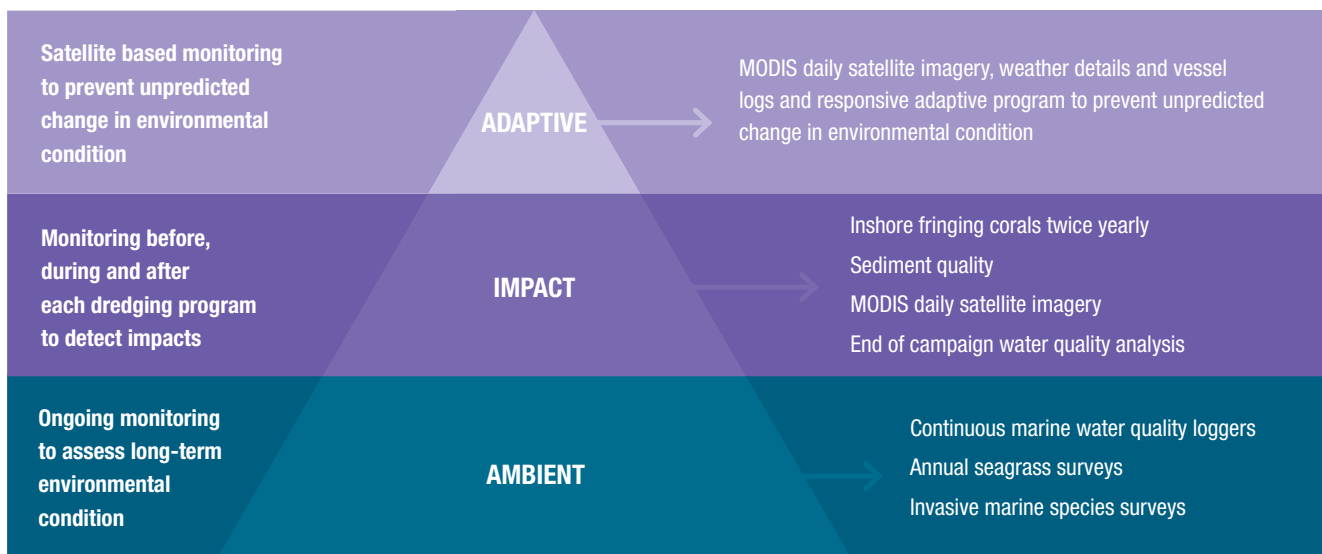 Satellite based monitoring
to prevent unpredicted
change in environmental
condition
ADAPTIVE
MODIS daily satellite imagery, weather details and vessel
logs and responsive adaptive program to prevent unpredicted
change in environmental condition
Monitoring before,
during and after
each dredging program
to detect impacts
IMPACT
Inshore fringing corals twice yearly
Sediment quality
MODIS daily satellite imagery
End of campaign water quality analysis
Ongoing monitoring
to assess long-term
environmental
condition
AMBIENT
Continuous marine water quality loggers
Annual seagrass surveys
Invasive marine species surveys